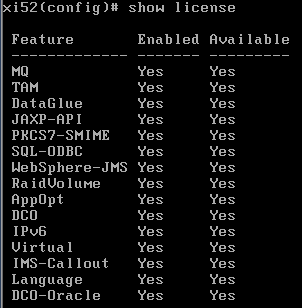 xi52(config)# show license
Feature Enabled Available
------------- ------- ---------
MQ Yes Yes
TAM Yes Yes
DataGlue Yes Yes
JAXP-API Yes Yes
PKCS7-SMIME Yes Yes
SQL-ODBC Yes Yes
WebSphere-JMS Yes Yes
RaidVolume Yes Yes
AppOpt Yes Yes
DCO Yes Yes
IPv6 Yes Yes
Virtual Yes Yes
IMS-Callout Yes Yes
Language Yes Yes
DCO-Oracle Yes Yes